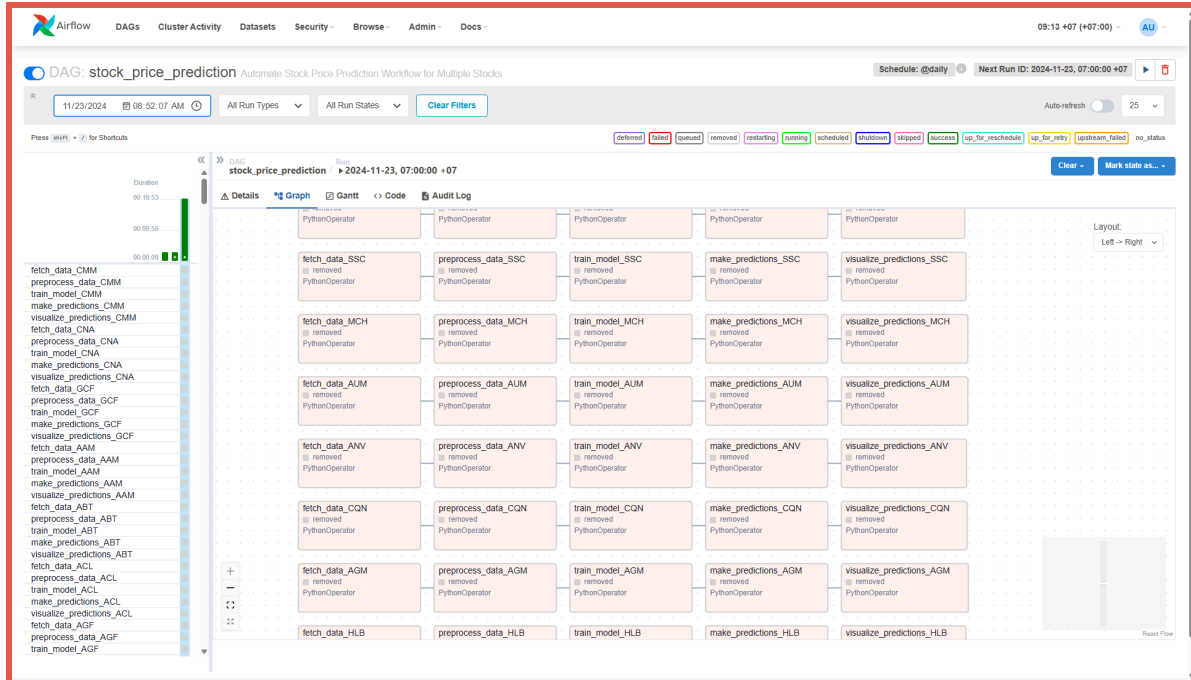 Airflow DAGs Cluster Activity Datasets Security Browse Admin Docs 09:13 +07 (+07:00) AU
DAG: stock_price_prediction Automate Stock Price Prediction Workflow for Multiple Stocks Schedule: @daily Next Run ID: 2024-11-23, 07:00:00 +07
11/23/2024 08:52:07 AM All Run Types All Run States Clear Filters Auto-refresh 25
Press shift + / for Shortcuts deferred failed queued removed restarting running scheduled shutdown skipped success up_for_reschedule up_for_retry upstream_failed no_status
DAG Run
stock_price_prediction / 2024-11-23, 07:00:00 +07 Clear Mark state as...
Details Graph Gantt Code Audit Log
Duration
00:19:53
00:09:56
00:00:00
fetch_data_CMM
preprocess_data_CMM
train_model_CMM
make_predictions_CMM
visualize_predictions_CMM
fetch_data_CNA
preprocess_data_CNA
train_model_CNA
make_predictions_CNA
visualize_predictions_CNA
fetch_data_GCF
preprocess_data_GCF
train_model_GCF
make_predictions_GCF
visualize_predictions_GCF
fetch_data_AAM
preprocess_data_AAM
train_model_AAM
make_predictions_AAM
visualize_predictions_AAM
fetch_data_ABT
preprocess_data_ABT
train_model_ABT
make_predictions_ABT
visualize_predictions_ABT
fetch_data_ACL
preprocess_data_ACL
train_model_ACL
make_predictions_ACL
visualize_predictions_ACL
fetch_data_AGF
preprocess_data_AGF
train_model_AGF
PythonOperator PythonOperator PythonOperator PythonOperator PythonOperator
Layout:
Left -> Right
fetch_data_SSC preprocess_data_SSC train_model_SSC make_predictions_SSC visualize_predictions_SSC
removed removed removed removed removed
PythonOperator PythonOperator PythonOperator PythonOperator PythonOperator
fetch_data_MCH preprocess_data_MCH train_model_MCH make_predictions_MCH visualize_predictions_MCH
removed removed removed removed removed
PythonOperator PythonOperator PythonOperator PythonOperator PythonOperator
fetch_data_AUM preprocess_data_AUM train_model_AUM make_predictions_AUM visualize_predictions_AUM
removed removed removed removed removed
PythonOperator PythonOperator PythonOperator PythonOperator PythonOperator
fetch_data_ANV preprocess_data_ANV train_model_ANV make_predictions_ANV visualize_predictions_ANV
removed removed removed removed removed
PythonOperator PythonOperator PythonOperator PythonOperator PythonOperator
fetch_data_CQN preprocess_data_CQN train_model_CQN make_predictions_CQN visualize_predictions_CQN
removed removed removed removed removed
PythonOperator PythonOperator PythonOperator PythonOperator PythonOperator
fetch_data_AGM preprocess_data_AGM train_model_AGM make_predictions_AGM visualize_predictions_AGM
removed removed removed removed removed
PythonOperator PythonOperator PythonOperator PythonOperator PythonOperator
fetch_data_HLB preprocess_data_HLB train_model_HLB make_predictions_HLB visualize_predictions_HLB
React Flow